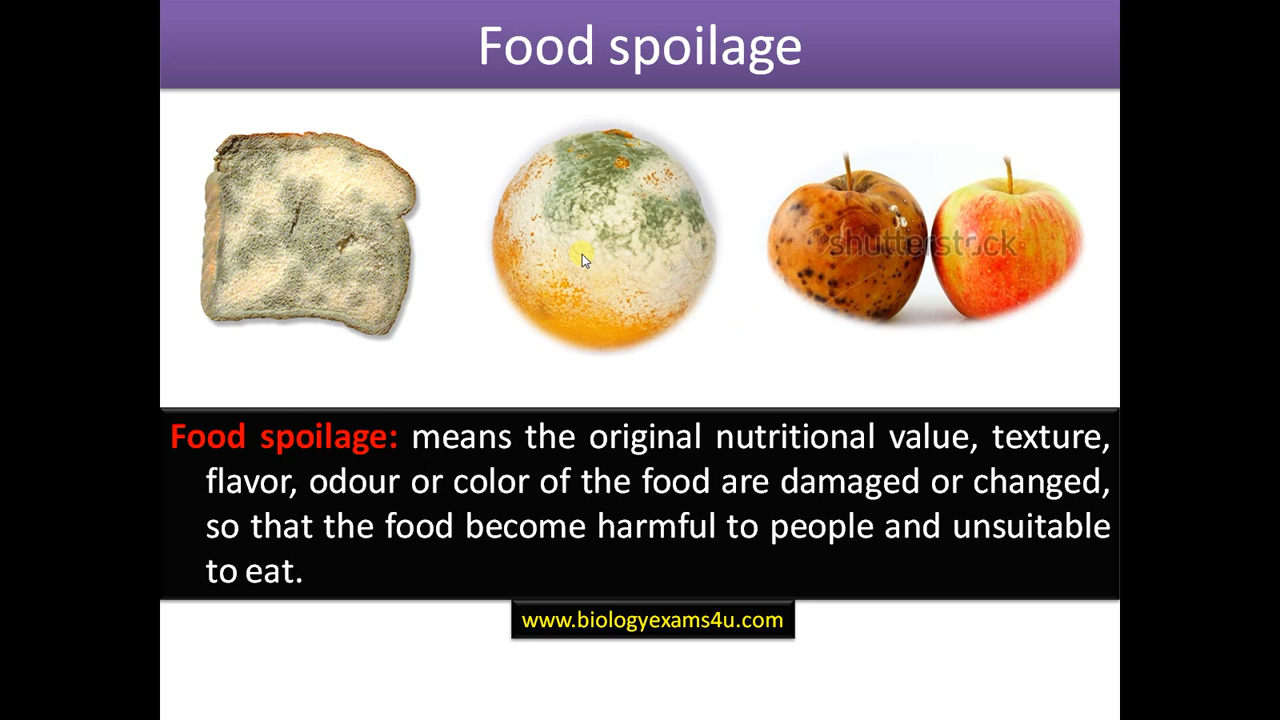 Food spoilage
shutterstock
Food spoilage: means the original nutritional value, texture,
flavor, odour or color of the food are damaged or changed,
so that the food become harmful to people and unsuitable
to eat.
www.biologyexams4u.com